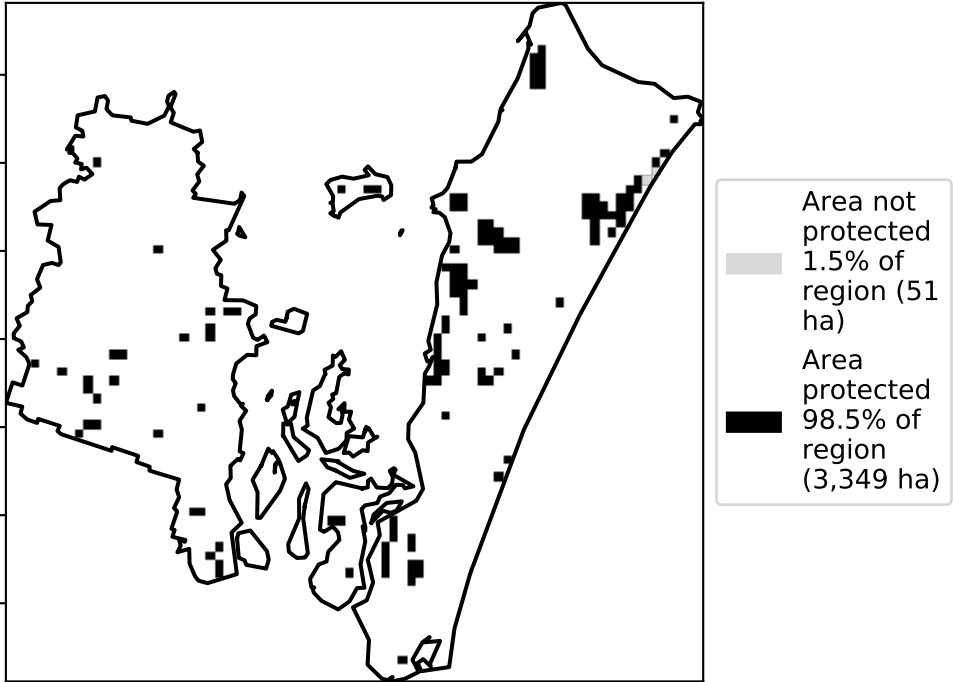 Area not
protected
1.5% of
region (51
ha)
Area
protected
98.5% of
region
(3,349 ha)